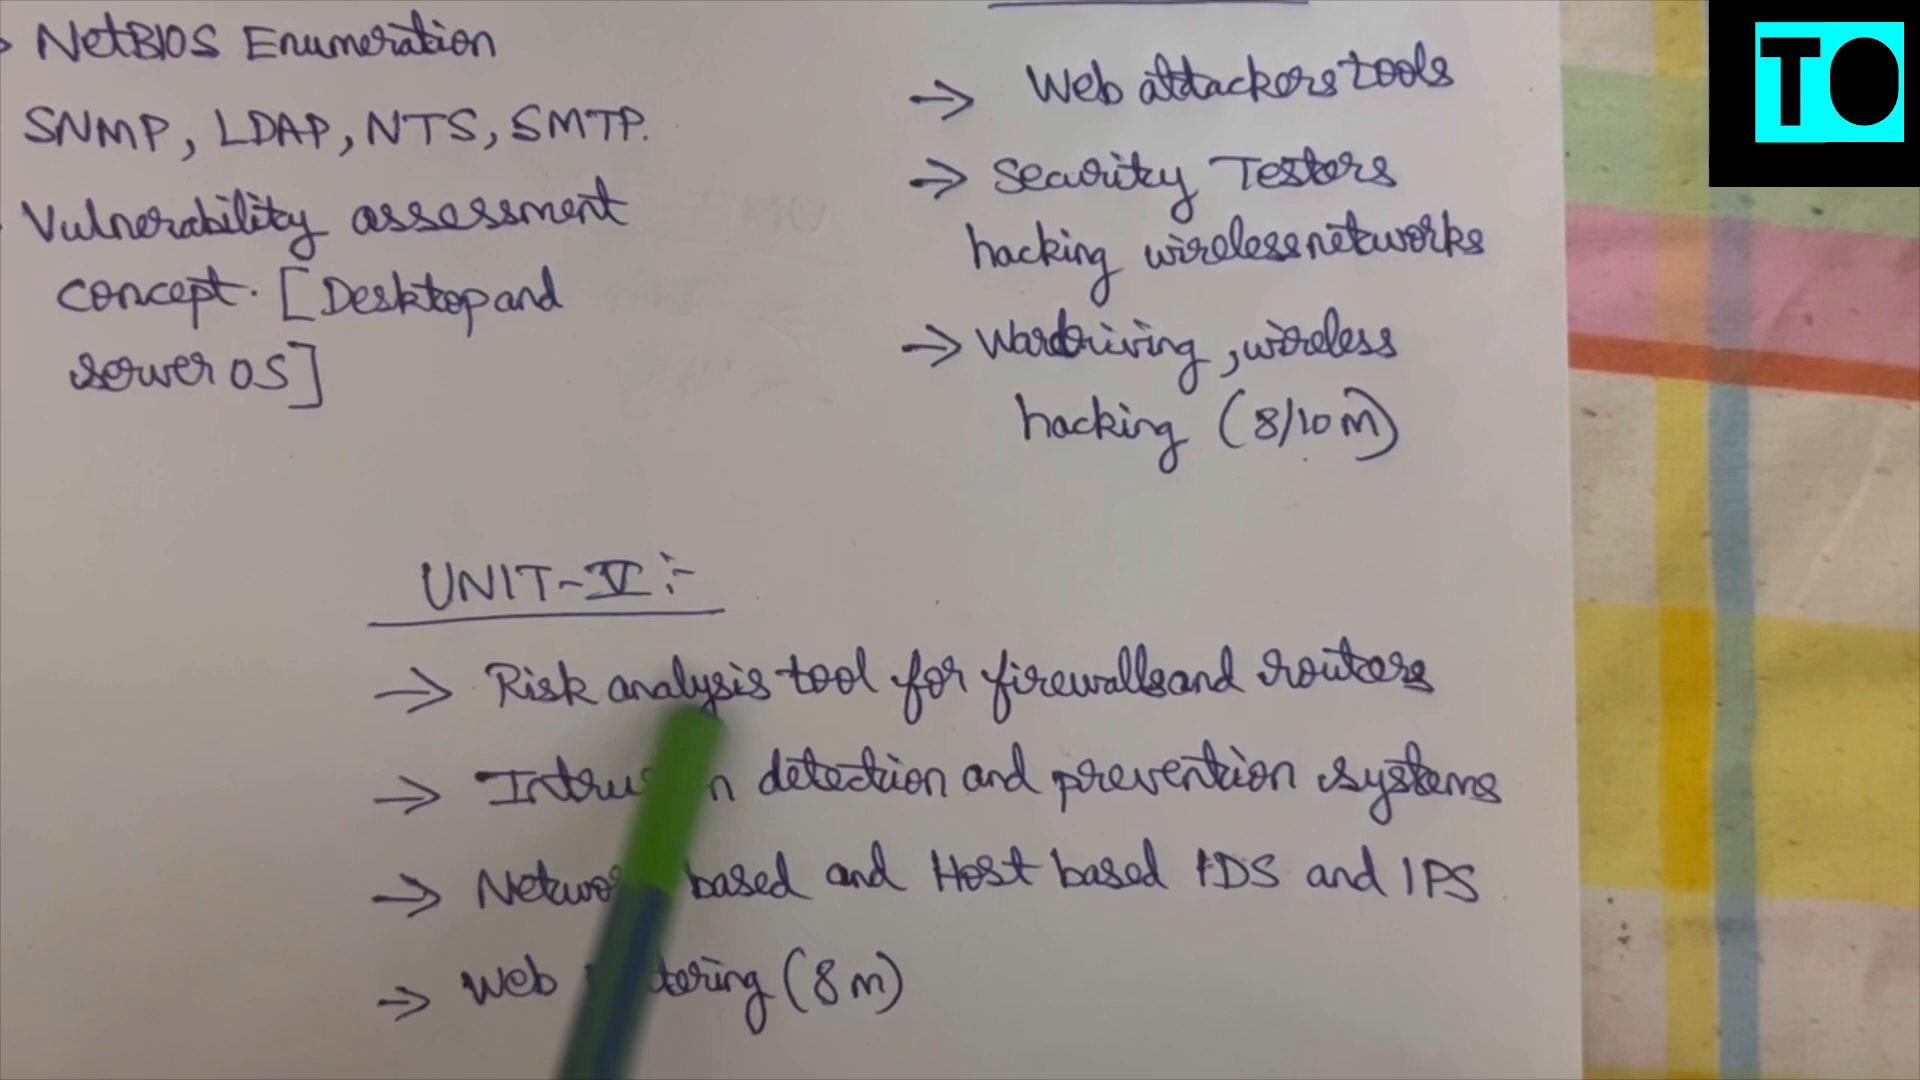 NetBIOS Enumeration
SNMP, LDAP, NTS, SMTP.
Vulnerability assessment
concept. [Desktop and
server OS]
→ Web attackers tools
→ Security Testers
hacking wireless networks
→ Wardriving, wireless
hacking (8/10 m)
UNIT-V:-
→ Risk analysis tool for firewalls and routers
→ detection and prevention systems
→ based and Host based IDS and IPS
→ Web (8 m)
TO